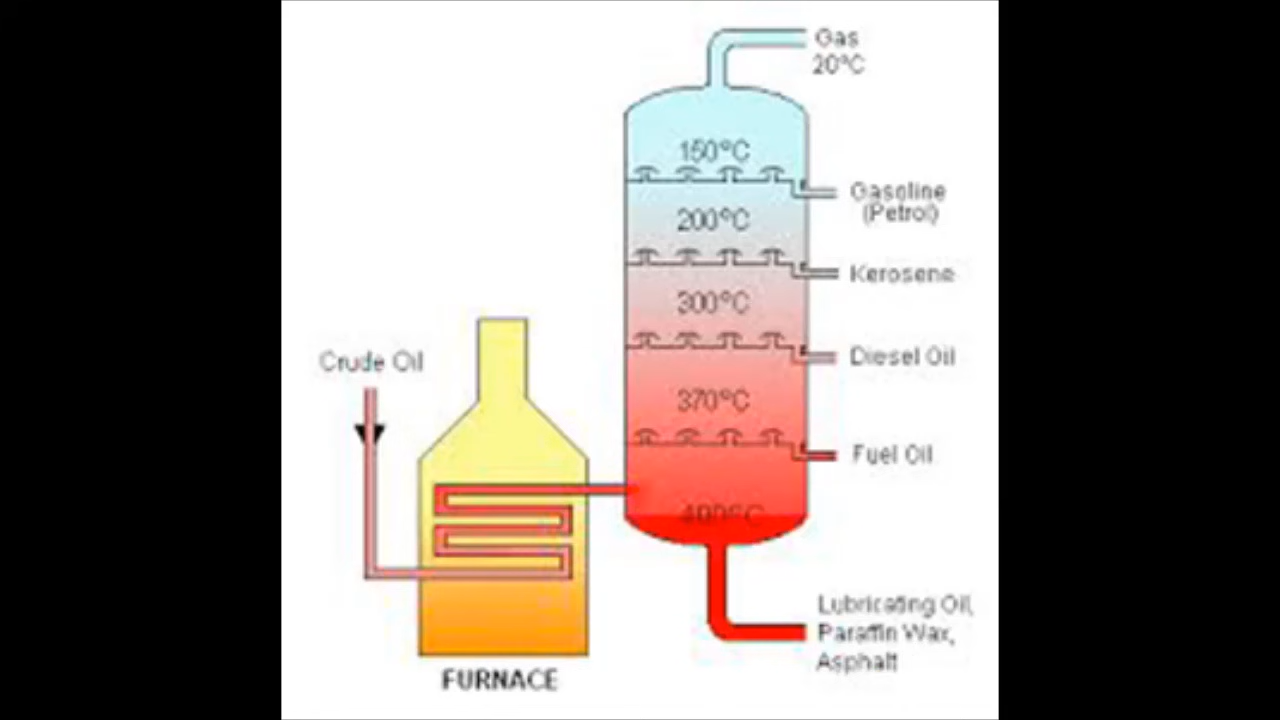 Gas
20°C
150°C
Gasoline
(Petrol)
200°C
Kerosene
300°C
Crude Oil
Diesel Oil
370°C
Fuel Oil
400°C
Lubricating Oil,
Paraffin Wax,
Asphalt
FURNACE